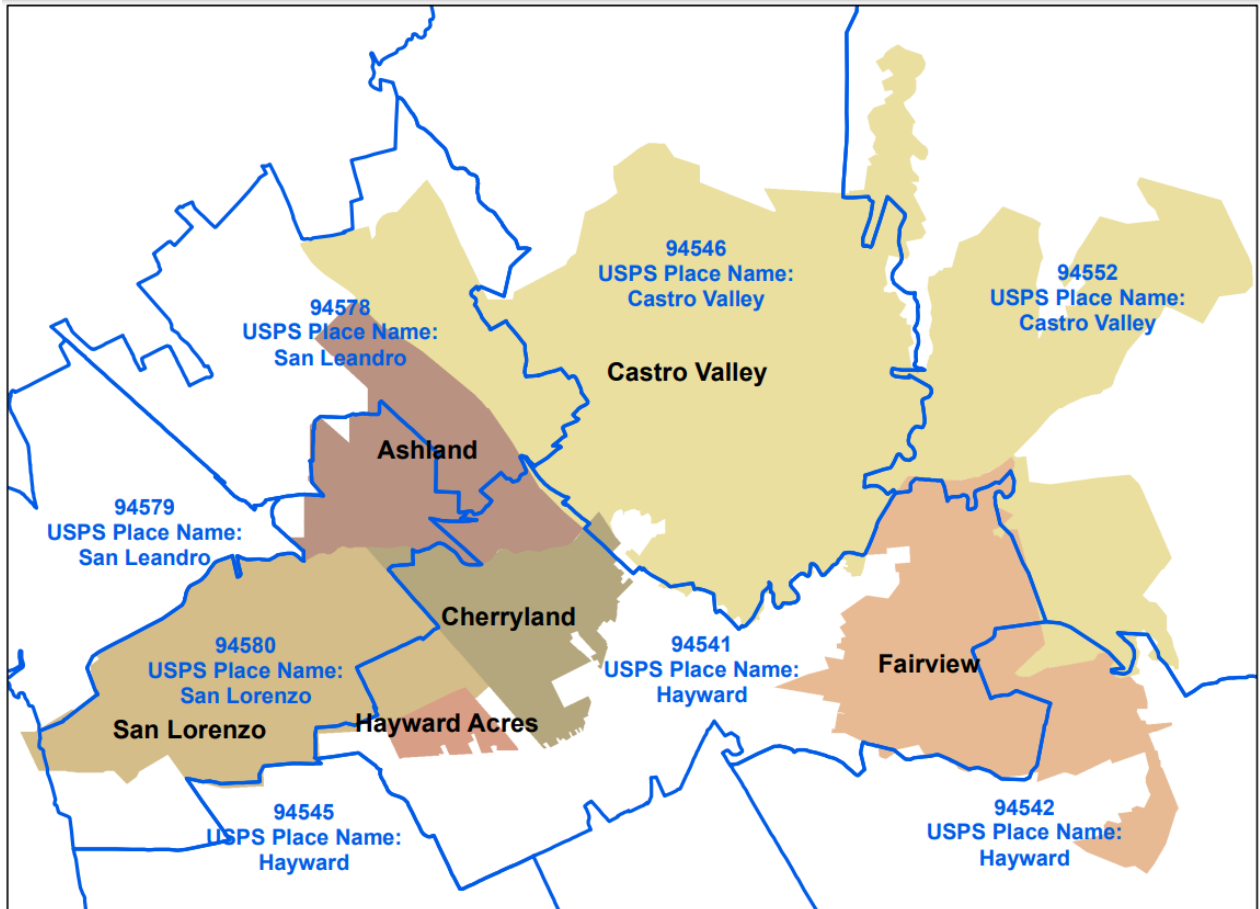 94546
USPS Place Name:
Castro Valley
94552
USPS Place Name:
Castro Valley
94578
USPS Place Name:
San Leandro
Castro Valley
Ashland
94579
USPS Place Name:
San Leandro
Cherryland
94580
USPS Place Name:
San Lorenzo
94541
USPS Place Name:
Hayward
Fairview
San Lorenzo
Hayward Acres
94545
USPS Place Name:
Hayward
94542
USPS Place Name:
Hayward